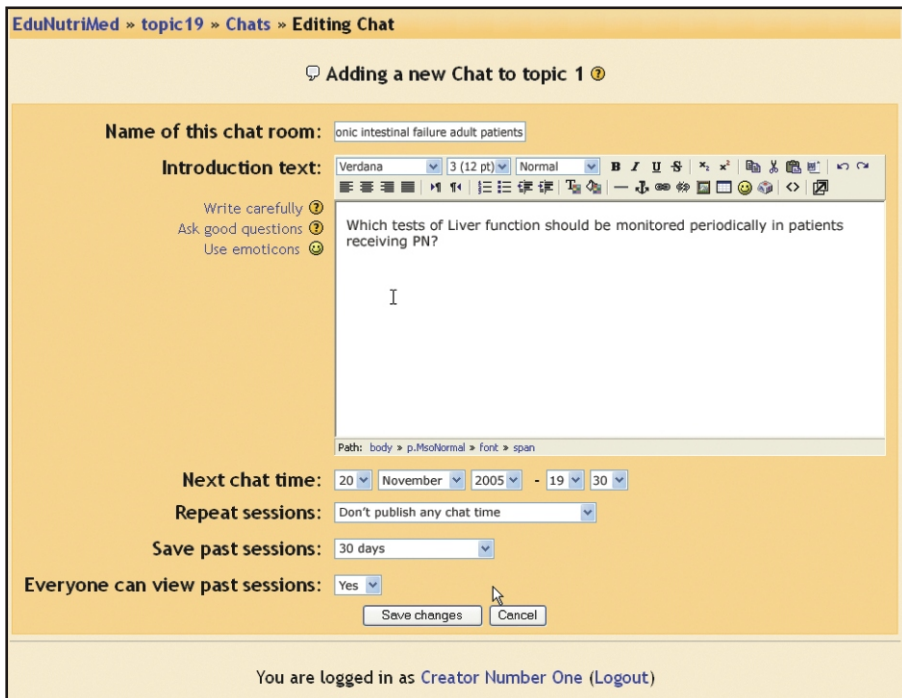 EduNutriMed » topic19 » Chats » Editing Chat
Adding a new Chat to topic 1 ?
Name of this chat room: onic intestinal failure adult patients
Introduction text: Verdana 3 (12 pt) Normal B I U S x₂ x²
Write carefully ?
Ask good questions ?
Use emoticons
Which tests of Liver function should be monitored periodically in patients
receiving PN?
Path: body » p.MsoNormal » font » span
Next chat time: 20 November 2005 - 19 30
Repeat sessions: Don't publish any chat time
Save past sessions: 30 days
Everyone can view past sessions: Yes
Save changes Cancel
You are logged in as Creator Number One (Logout)